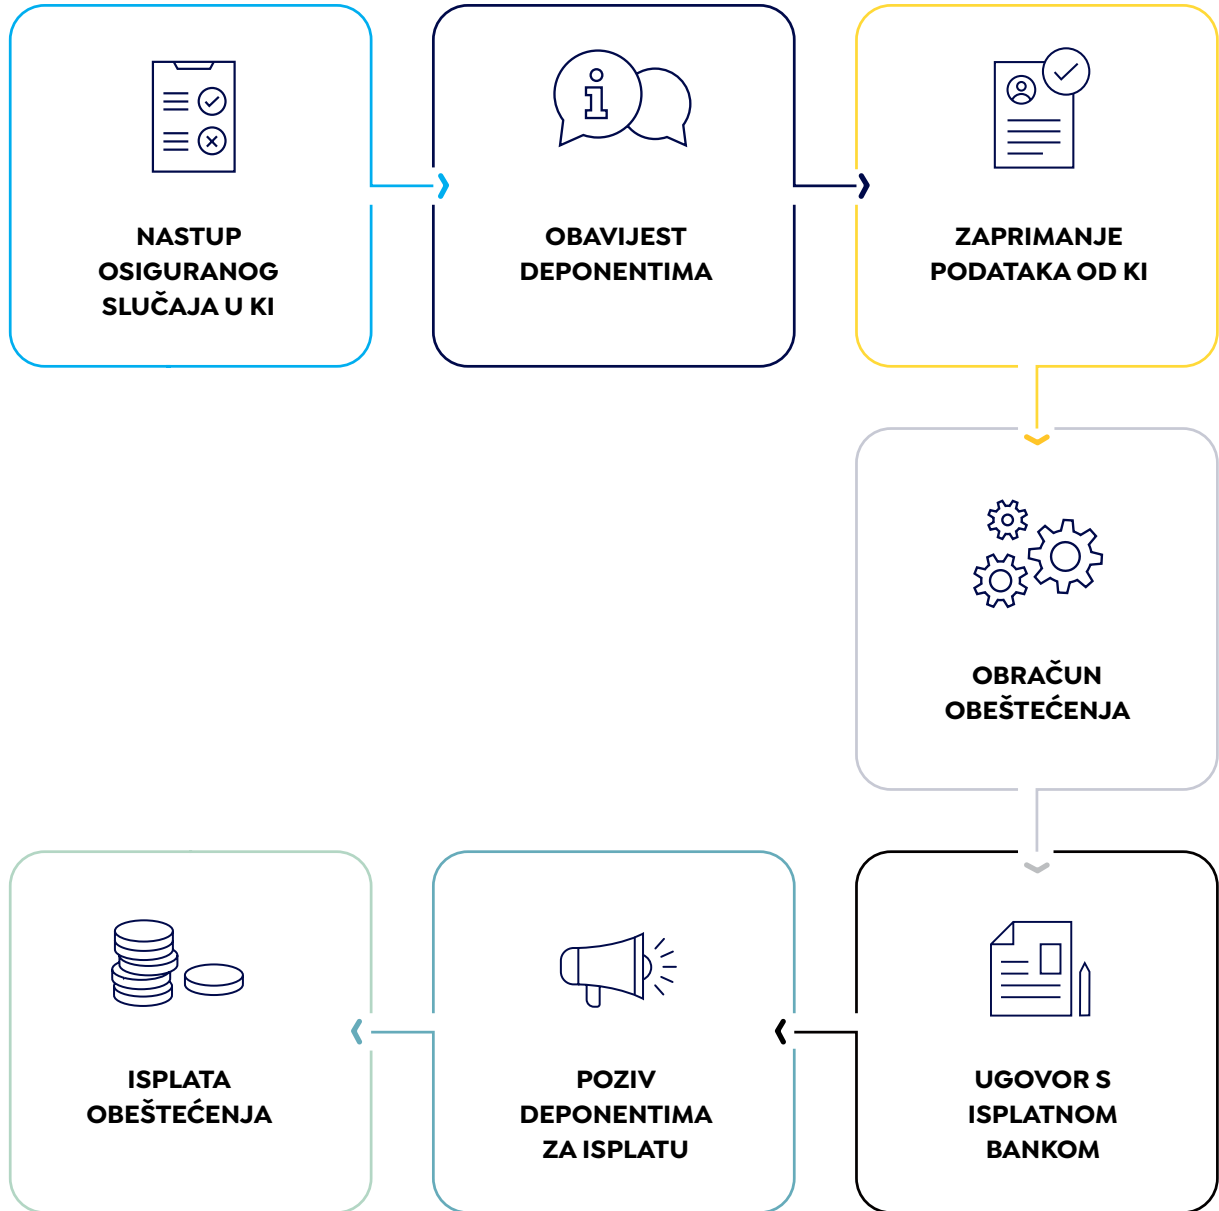 NASTUP
OSIGURANOG
SLUČAJA U KI
OBAVIJEST
DEPONENTIMA
ZAPRIMANJE
PODATAKA OD KI
OBRAČUN
OBEŠTEĆENJA
UGOVOR S
ISPLATNOM
BANKOM
POZIV
DEPONENTIMA
ZA ISPLATU
ISPLATA
OBEŠTEĆENJA